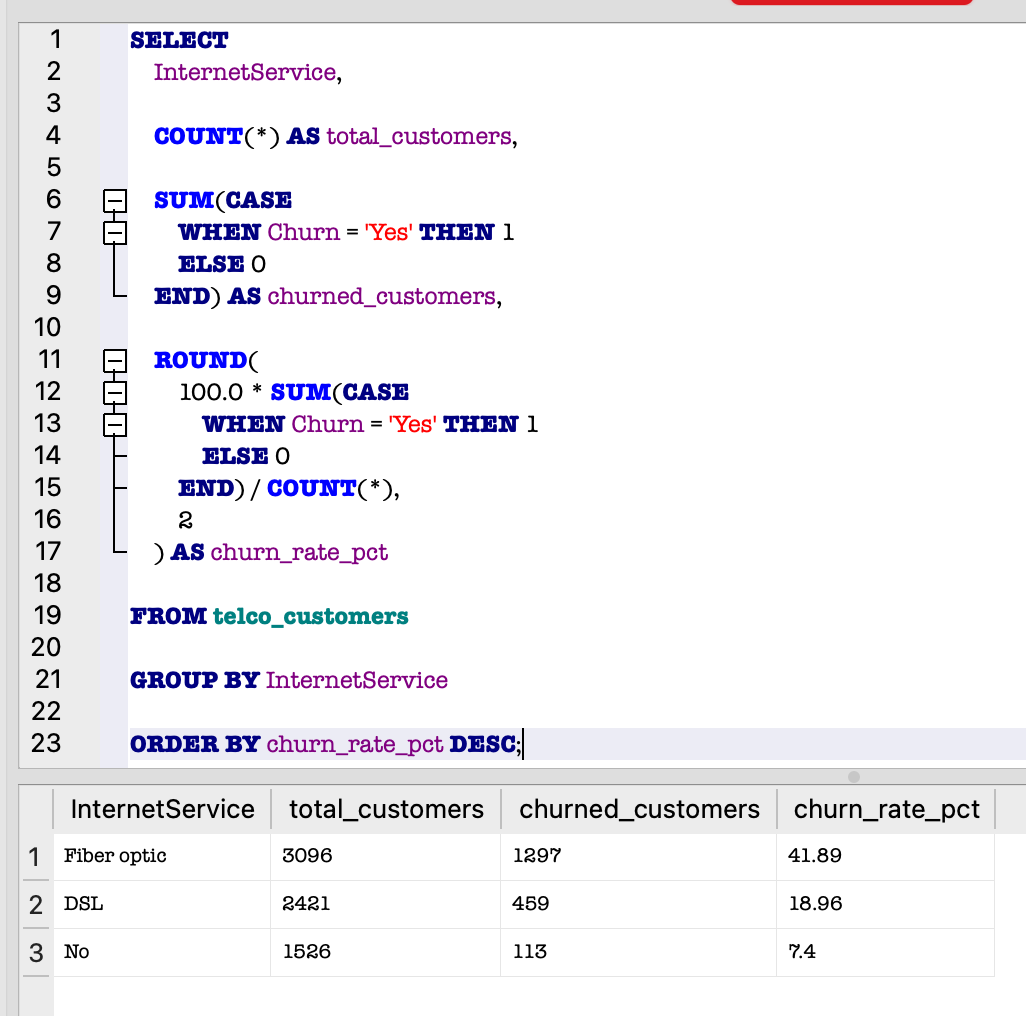 1 SELECT
2 InternetService,
3
4 COUNT(*) AS total_customers,
5
6 SUM(CASE
7 WHEN Churn = 'Yes' THEN 1
8 ELSE 0
9 END) AS churned_customers,
10
11 ROUND(
12 100.0 * SUM(CASE
13 WHEN Churn = 'Yes' THEN 1
14 ELSE 0
15 END) / COUNT(*),
16 2
17 ) AS churn_rate_pct
18
19 FROM telco_customers
20
21 GROUP BY InternetService
22
23 ORDER BY churn_rate_pct DESC;
InternetService total_customers churned_customers churn_rate_pct
1 Fiber optic 3096 1297 41.89
2 DSL 2421 459 18.96
3 No 1526 113 7.4